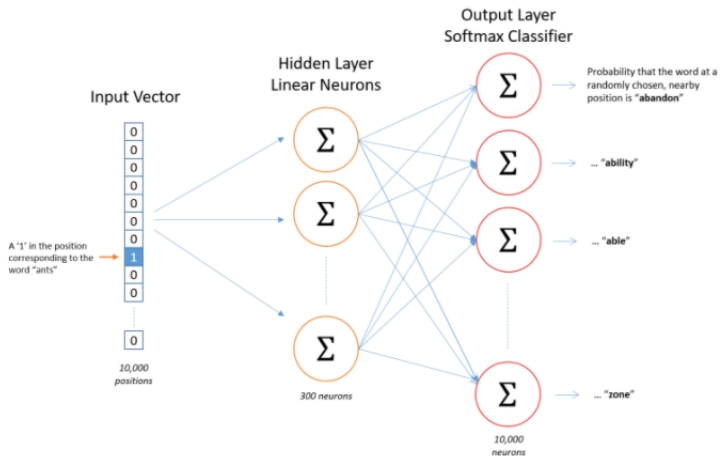 Output Layer
Softmax Classifier
Hidden Layer
Linear Neurons
Input Vector
0
0
0
0
0
0
0
1
0
0
0
A '1' in the position
corresponding to the
word "ants"
10,000
positions
Σ
Σ
Σ
300 neurons
Σ
Σ
Σ
Σ
10,000
neurons
Probability that the word at a
randomly chosen, nearby
position is "abandon"
... "ability"
... "able"
... "zone"